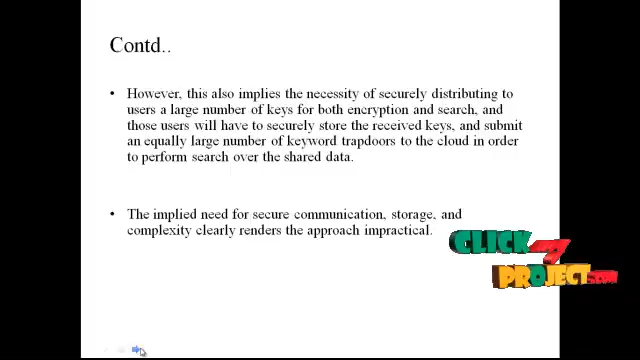 Contd..
• However, this also implies the necessity of securely distributing to
users a large number of keys for both encryption and search, and
those users will have to securely store the received keys, and submit
an equally large number of keyword trapdoors to the cloud in order
to perform search over the shared data.
• The implied need for secure communication, storage, and
complexity clearly renders the approach impractical.
CLICK
PROJECT.com